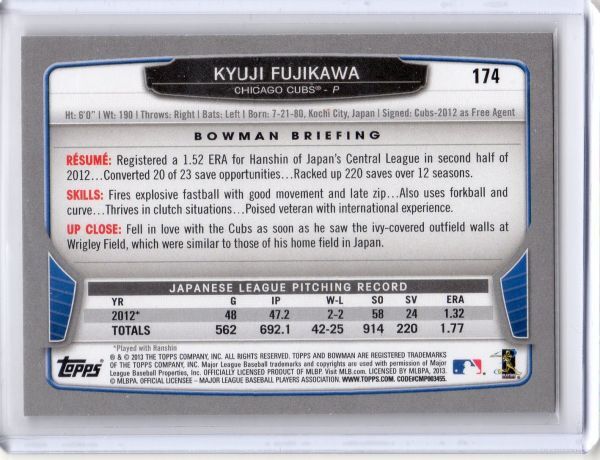 KYUJI FUJIKAWA
CHICAGO CUBS® - P
174
Ht: 6'0" | Wt: 190 | Throws: Right | Bats: Left | Born: 7-21-80, Kochi City, Japan | Signed: Cubs-2012 as Free Agent
BOWMAN BRIEFING
RÉSUMÉ: Registered a 1.52 ERA for Hanshin of Japan's Central League in second half of
2012...Converted 20 of 23 save opportunities...Racked up 220 saves over 12 seasons.
SKILLS: Fires explosive fastball with good movement and late zip...Also uses forkball and
curve...Thrives in clutch situations...Poised veteran with international experience.
UP CLOSE: Fell in love with the Cubs as soon as he saw the ivy-covered outfield walls at
Wrigley Field, which were similar to those of his home field in Japan.
JAPANESE LEAGUE PITCHING RECORD
YR G IP W-L SO SV ERA
2012* 48 47.2 2-2 58 24 1.32
TOTALS 562 692.1 42-25 914 220 1.77
*Played with Hanshin
® & © 2013 THE TOPPS COMPANY, INC. ALL RIGHTS RESERVED. TOPPS AND BOWMAN ARE REGISTERED TRADEMARKS
OF THE TOPPS COMPANY, INC. Major League Baseball trademarks and copyrights are used with permission of Major
League Baseball Properties, Inc. OFFICIALLY LICENSED PRODUCT OF MLBP. Visit MLB.com. OFFICIALLY LICENSED PRODUCT OF MLBPA, 2013.
© MLBPA. OFFICIAL LICENSEE – MAJOR LEAGUE BASEBALL PLAYERS ASSOCIATION. WWW.TOPPS.COM. CODE#CMP003455.
Topps